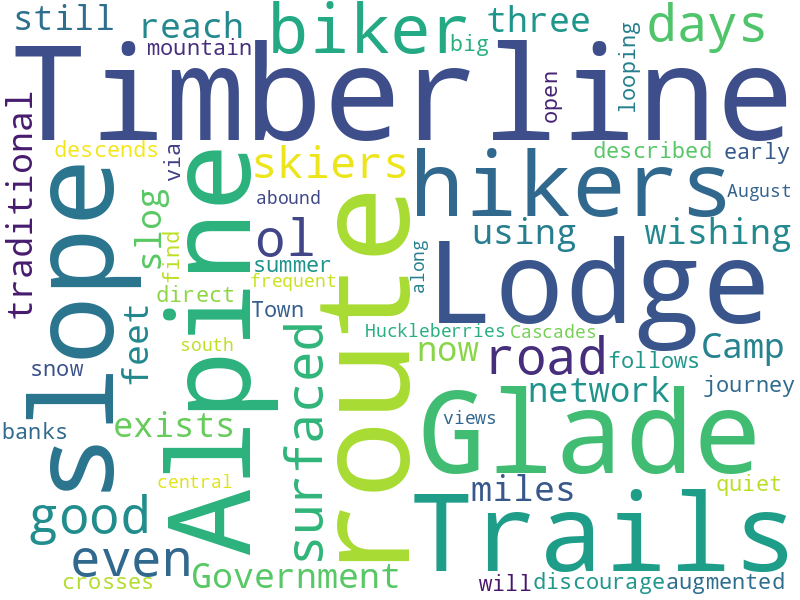 still
reach
mountain
biker
big
three
days
Timberline
open
looping
traditional
descends
via
skiers
described
early
slope
Alpine
hikers
August
slog
abound
route
find
ol
using
wishing
summer
along
direct
frequent
Lodge
Town
feet
surfaced
Huckleberries
Cascades
south
now
road
follows
Camp
snow
network
journey
banks
exists
Glade
views
central
miles
quiet
good
Trails
even
crosses
Government
will
discourage
augmented